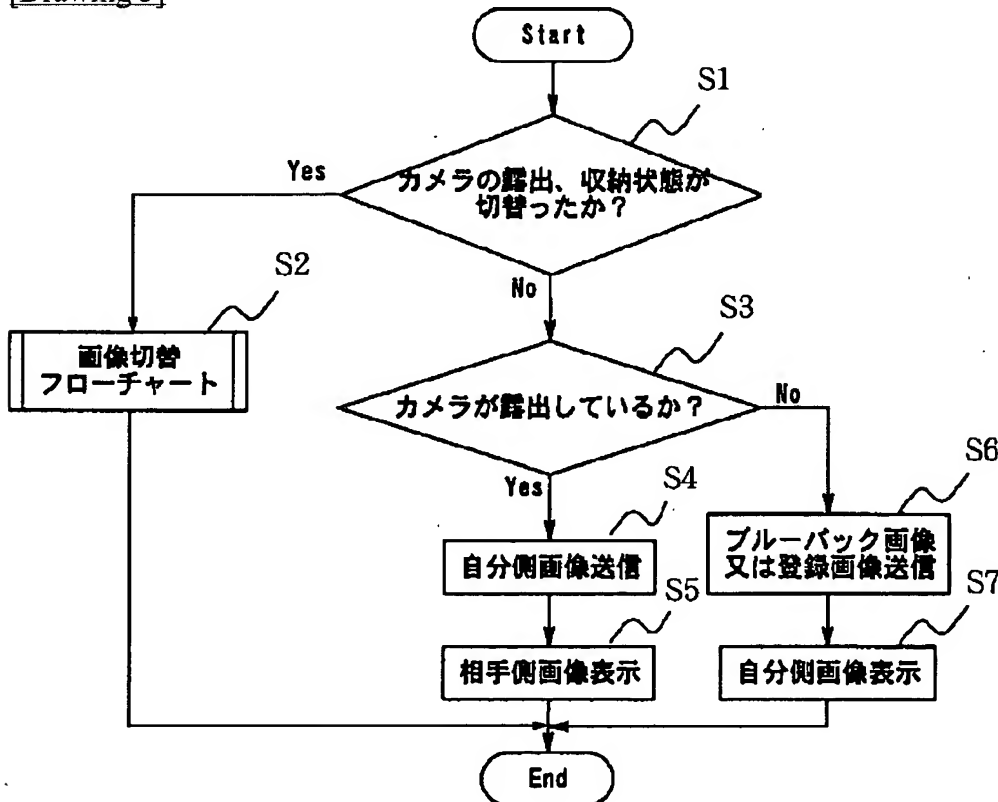 Start
S1
カメラの露出、収納状態が
切替ったか？
Yes
No
S2
画像切替
フローチャート
S3
カメラが露出しているか？
No
Yes
S4
自分側画像送信
S6
ブルーバック画像
又は登録画像送信
S5
相手側画像表示
S7
自分側画像表示
End